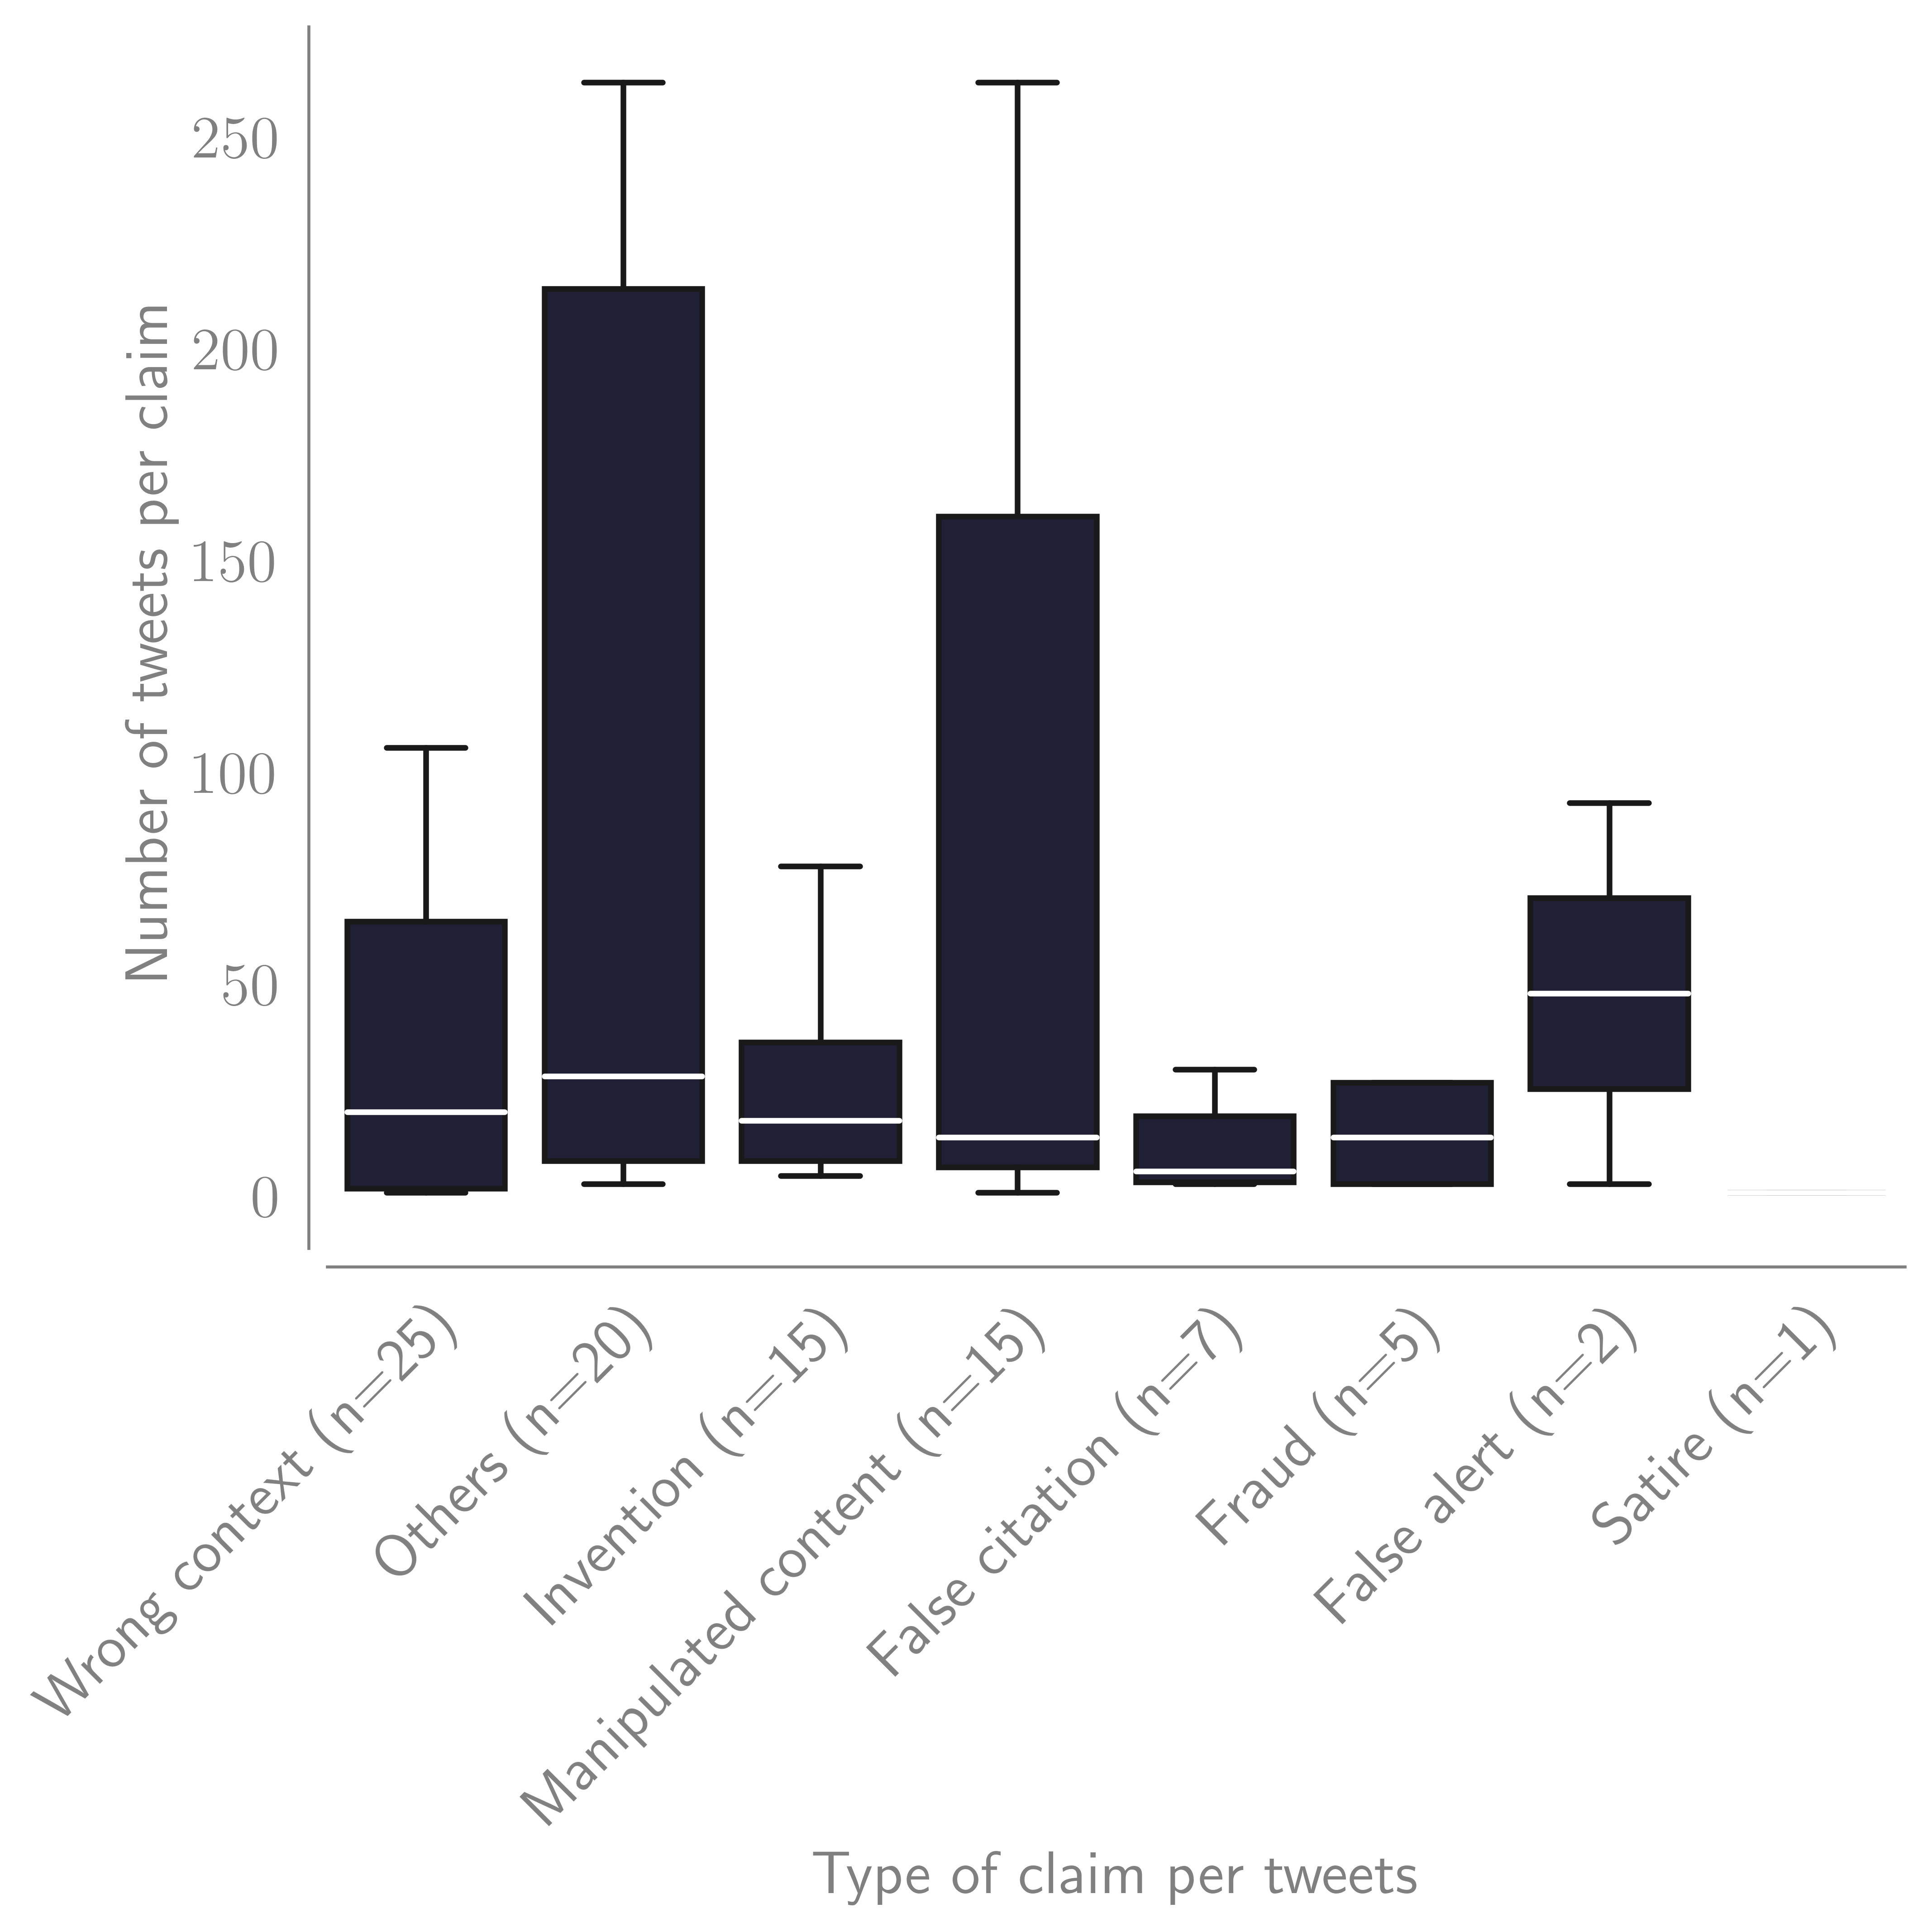 Number of tweets per claim
250
200
150
100
50
0
Wrong context (n=25)
Others (n=20)
Invention (n=15)
Manipulated content (n=15)
False citation (n=7)
Fraud (n=5)
False alert (n=2)
Satire (n=1)
Type of claim per tweets